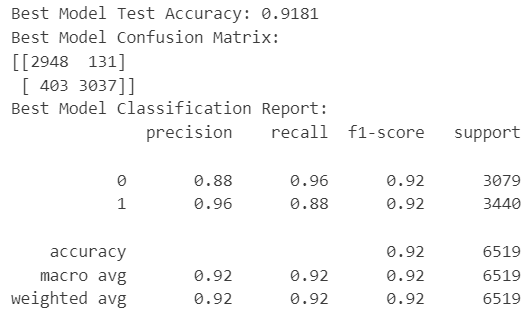 Best Model Test Accuracy: 0.9181
Best Model Confusion Matrix:
[[2948  131]
 [ 403 3037]]
Best Model Classification Report:
              precision    recall  f1-score   support

           0       0.88      0.96      0.92      3079
           1       0.96      0.88      0.92      3440

    accuracy                           0.92      6519
   macro avg       0.92      0.92      0.92      6519
weighted avg       0.92      0.92      0.92      6519